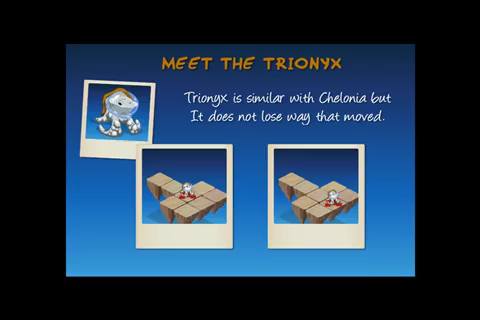 MEET THE TRIONYX
Trionyx is similar with Chelonia but
It does not lose way that moved.